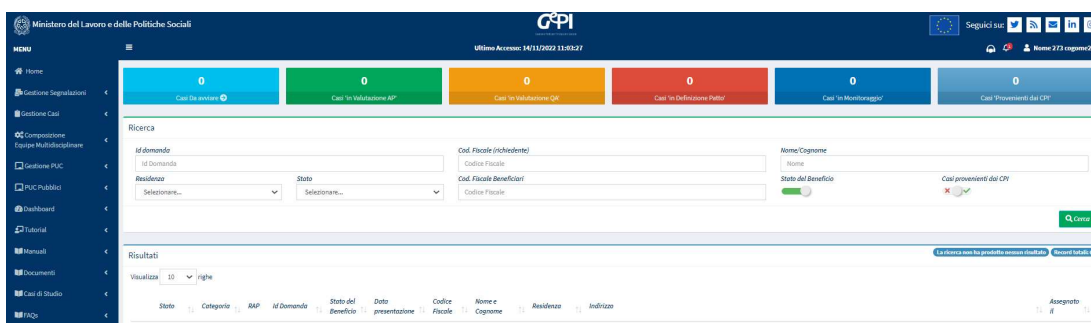 Ministero del Lavoro e delle Politiche Sociali
GePI
Seguici su:
MENU
Ultimo Accesso: 14/11/2022 11:03:27
Nome 273 cogome2
Home
Gestione Segnalazioni
Gestione Casi
Composizione
Equipe Multidisciplinare
Gestione PUC
PUC Pubblici
Dashboard
Tutorial
Manuali
Documenti
Casi di Studio
FAQs
0
Casi Da avviare
0
Casi 'in Valutazione AP'
0
Casi 'in Valutazione QA'
0
Casi 'in Definizione Patto'
0
Casi 'in Monitoraggio'
0
Casi 'Provenienti dai CPI'
Ricerca
Id domanda
Cod. Fiscale (richiedente)
Nome/Cognome
Id Domanda
Codice Fiscale
Nome
Residenza
Stato
Cod. Fiscale Beneficiari
Stato del Beneficio
Casi provenienti dai CPI
Selezionare...
Selezionare...
Codice Fiscale
Cerca
Risultati
La ricerca non ha prodotto nessun risultato
Record totali:
Visualizza 10 righe
Stato
Categoria
RAP
Id Domanda
Stato del Beneficio
Data presentazione
Codice Fiscale
Nome e Cognome
Residenza
Indirizzo
Assegnato il